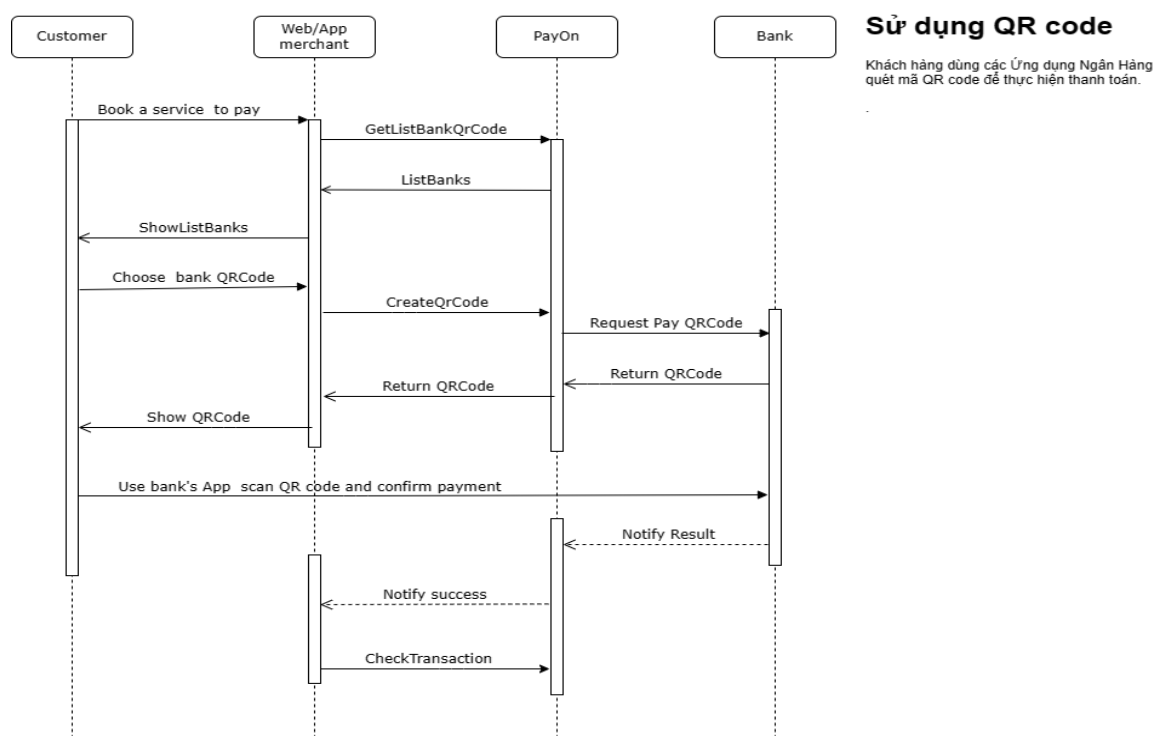 Customer
Web/App
merchant
PayOn
Bank
Sử dụng QR code
Khách hàng dùng các Ứng dụng Ngân Hàng
quét mã QR code để thực hiện thanh toán.
.
Book a service to pay
GetListBankQrCode
ListBanks
ShowListBanks
Choose bank QRCode
CreateQrCode
Request Pay QRCode
Return QRCode
Return QRCode
Show QRCode
Use bank's App scan QR code and confirm payment
Notify Result
Notify success
CheckTransaction